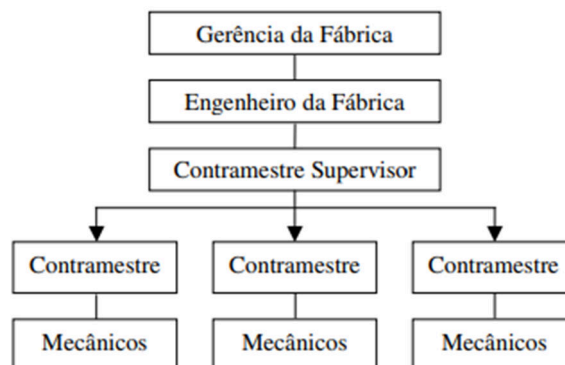 Gerência da Fábrica
Engenheiro da Fábrica
Contramestre Supervisor
Contramestre
Contramestre
Contramestre
Mecânicos
Mecânicos
Mecânicos